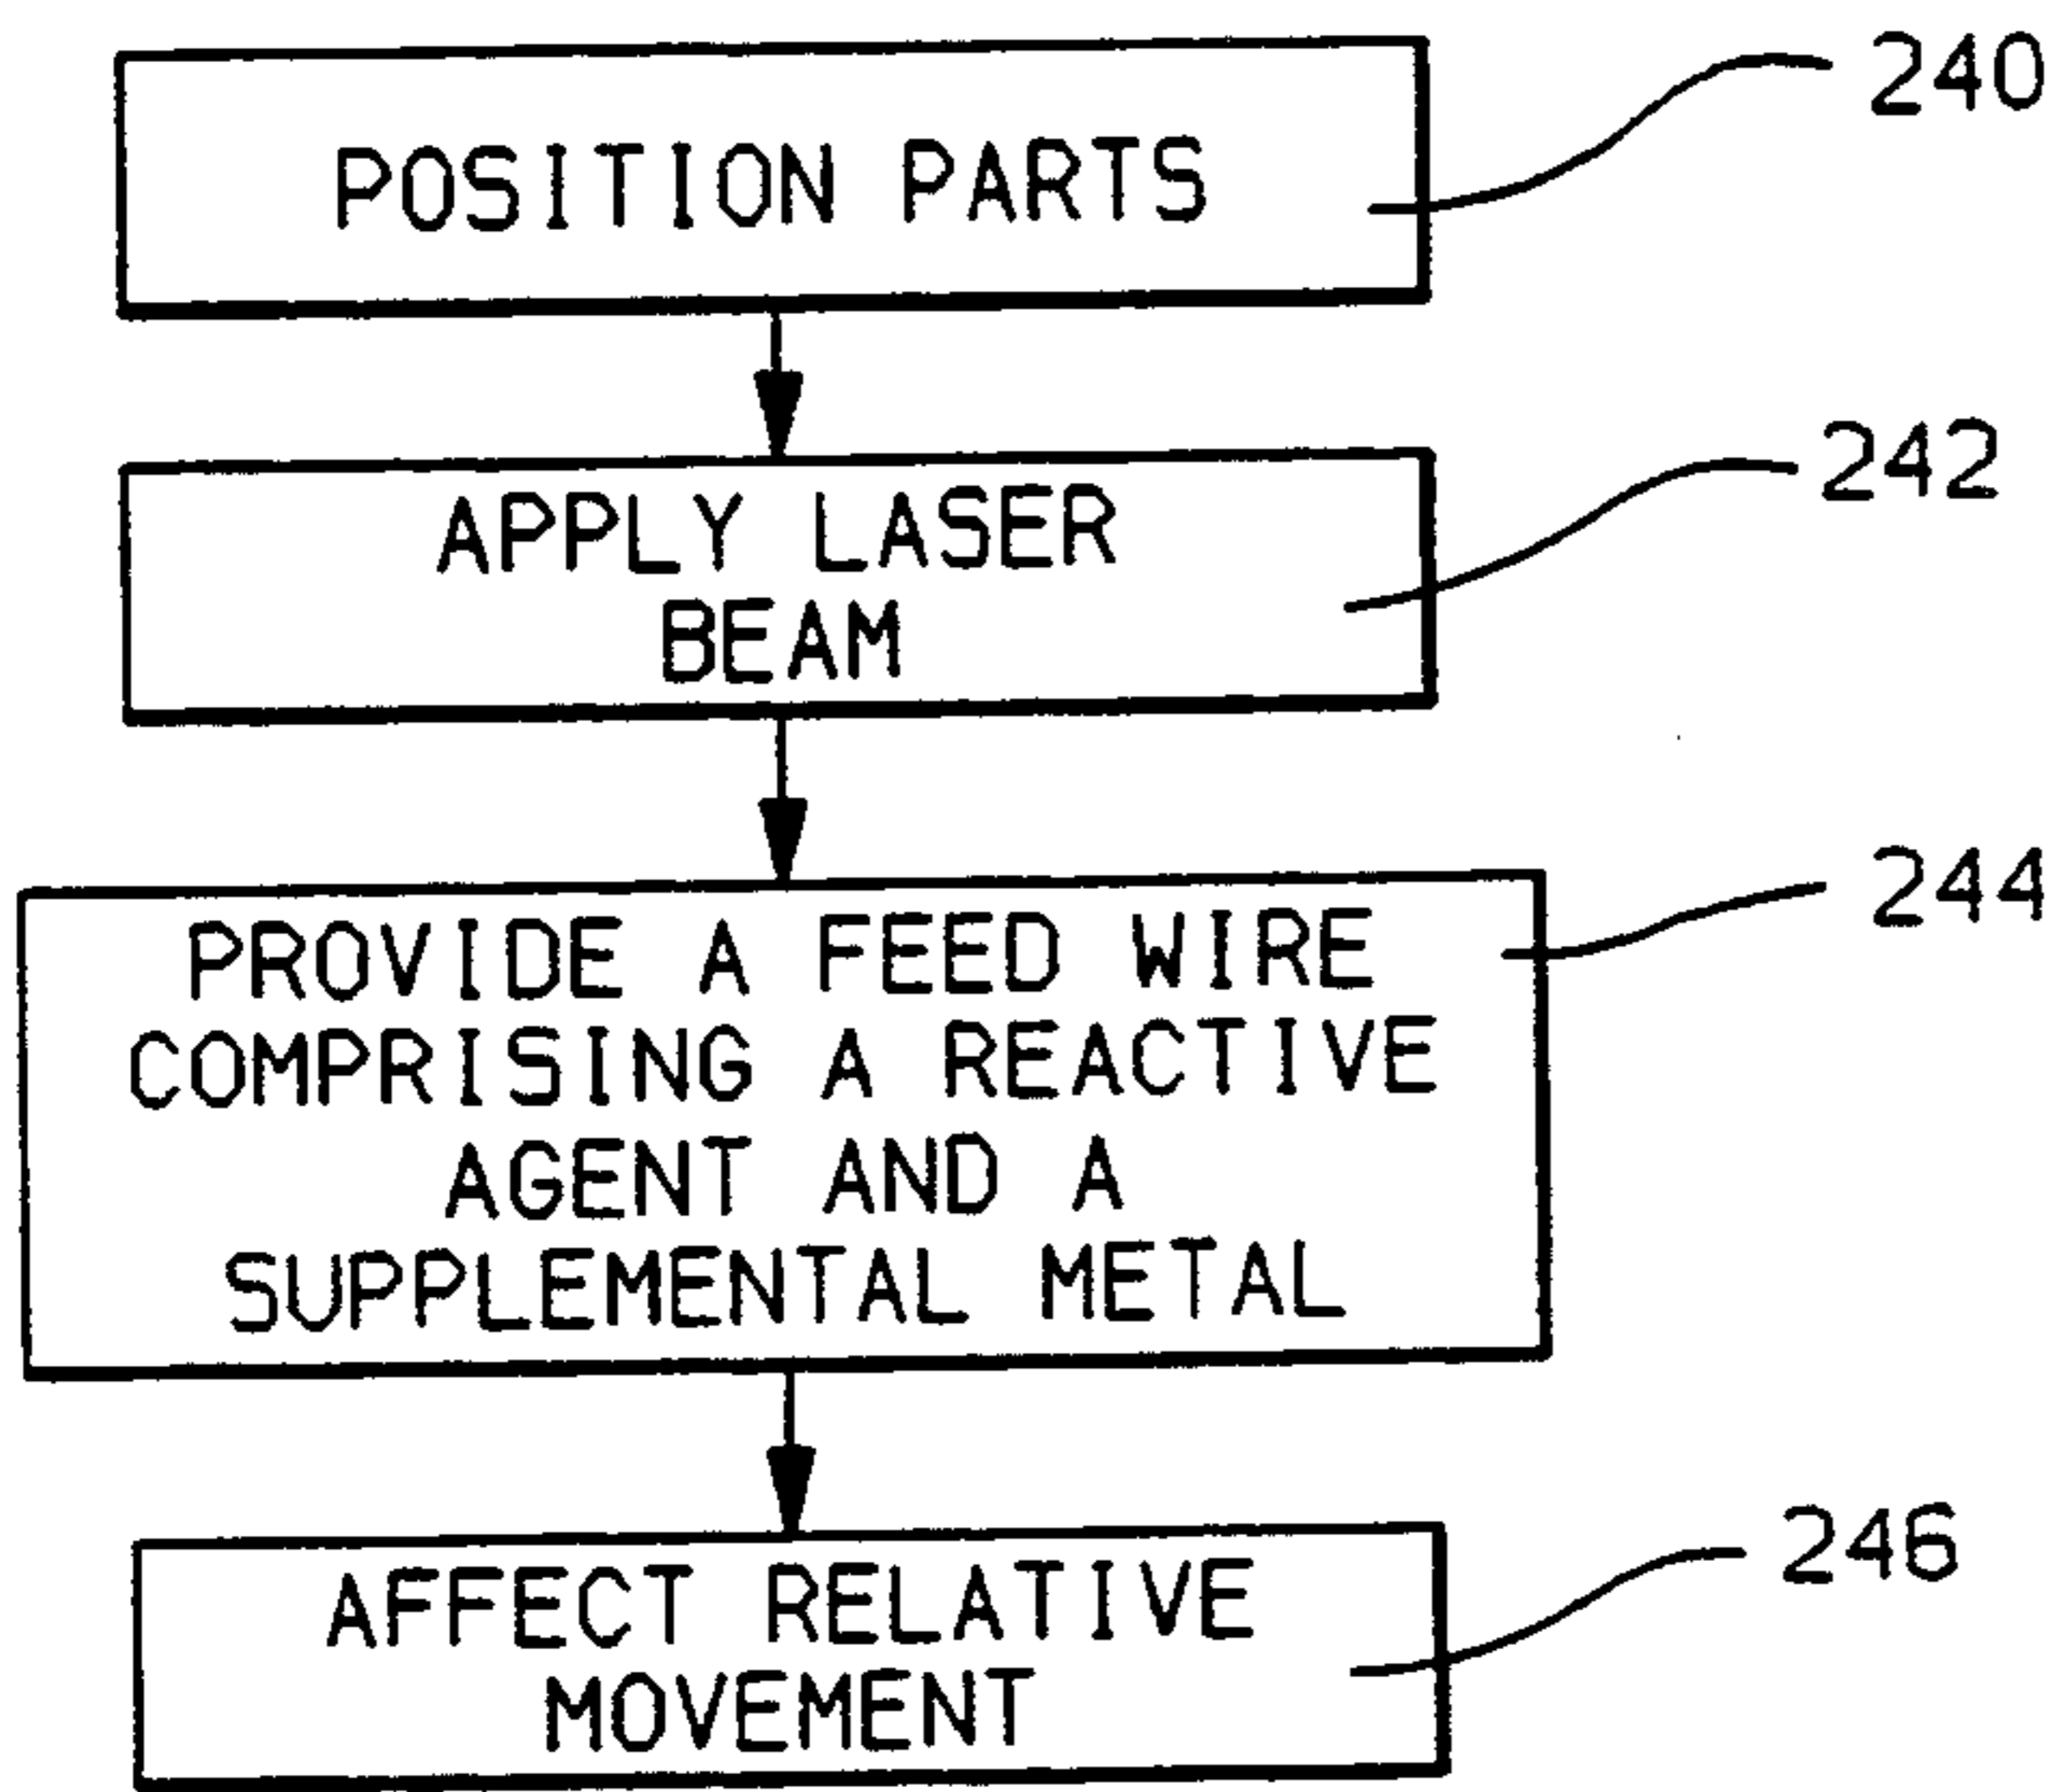 240
POSITION PARTS
242
APPLY LASER
BEAM
244
PROVIDE A FEED WIRE
COMPRISING A REACTIVE
AGENT AND A
SUPPLEMENTAL METAL
246
AFFECT RELATIVE
MOVEMENT